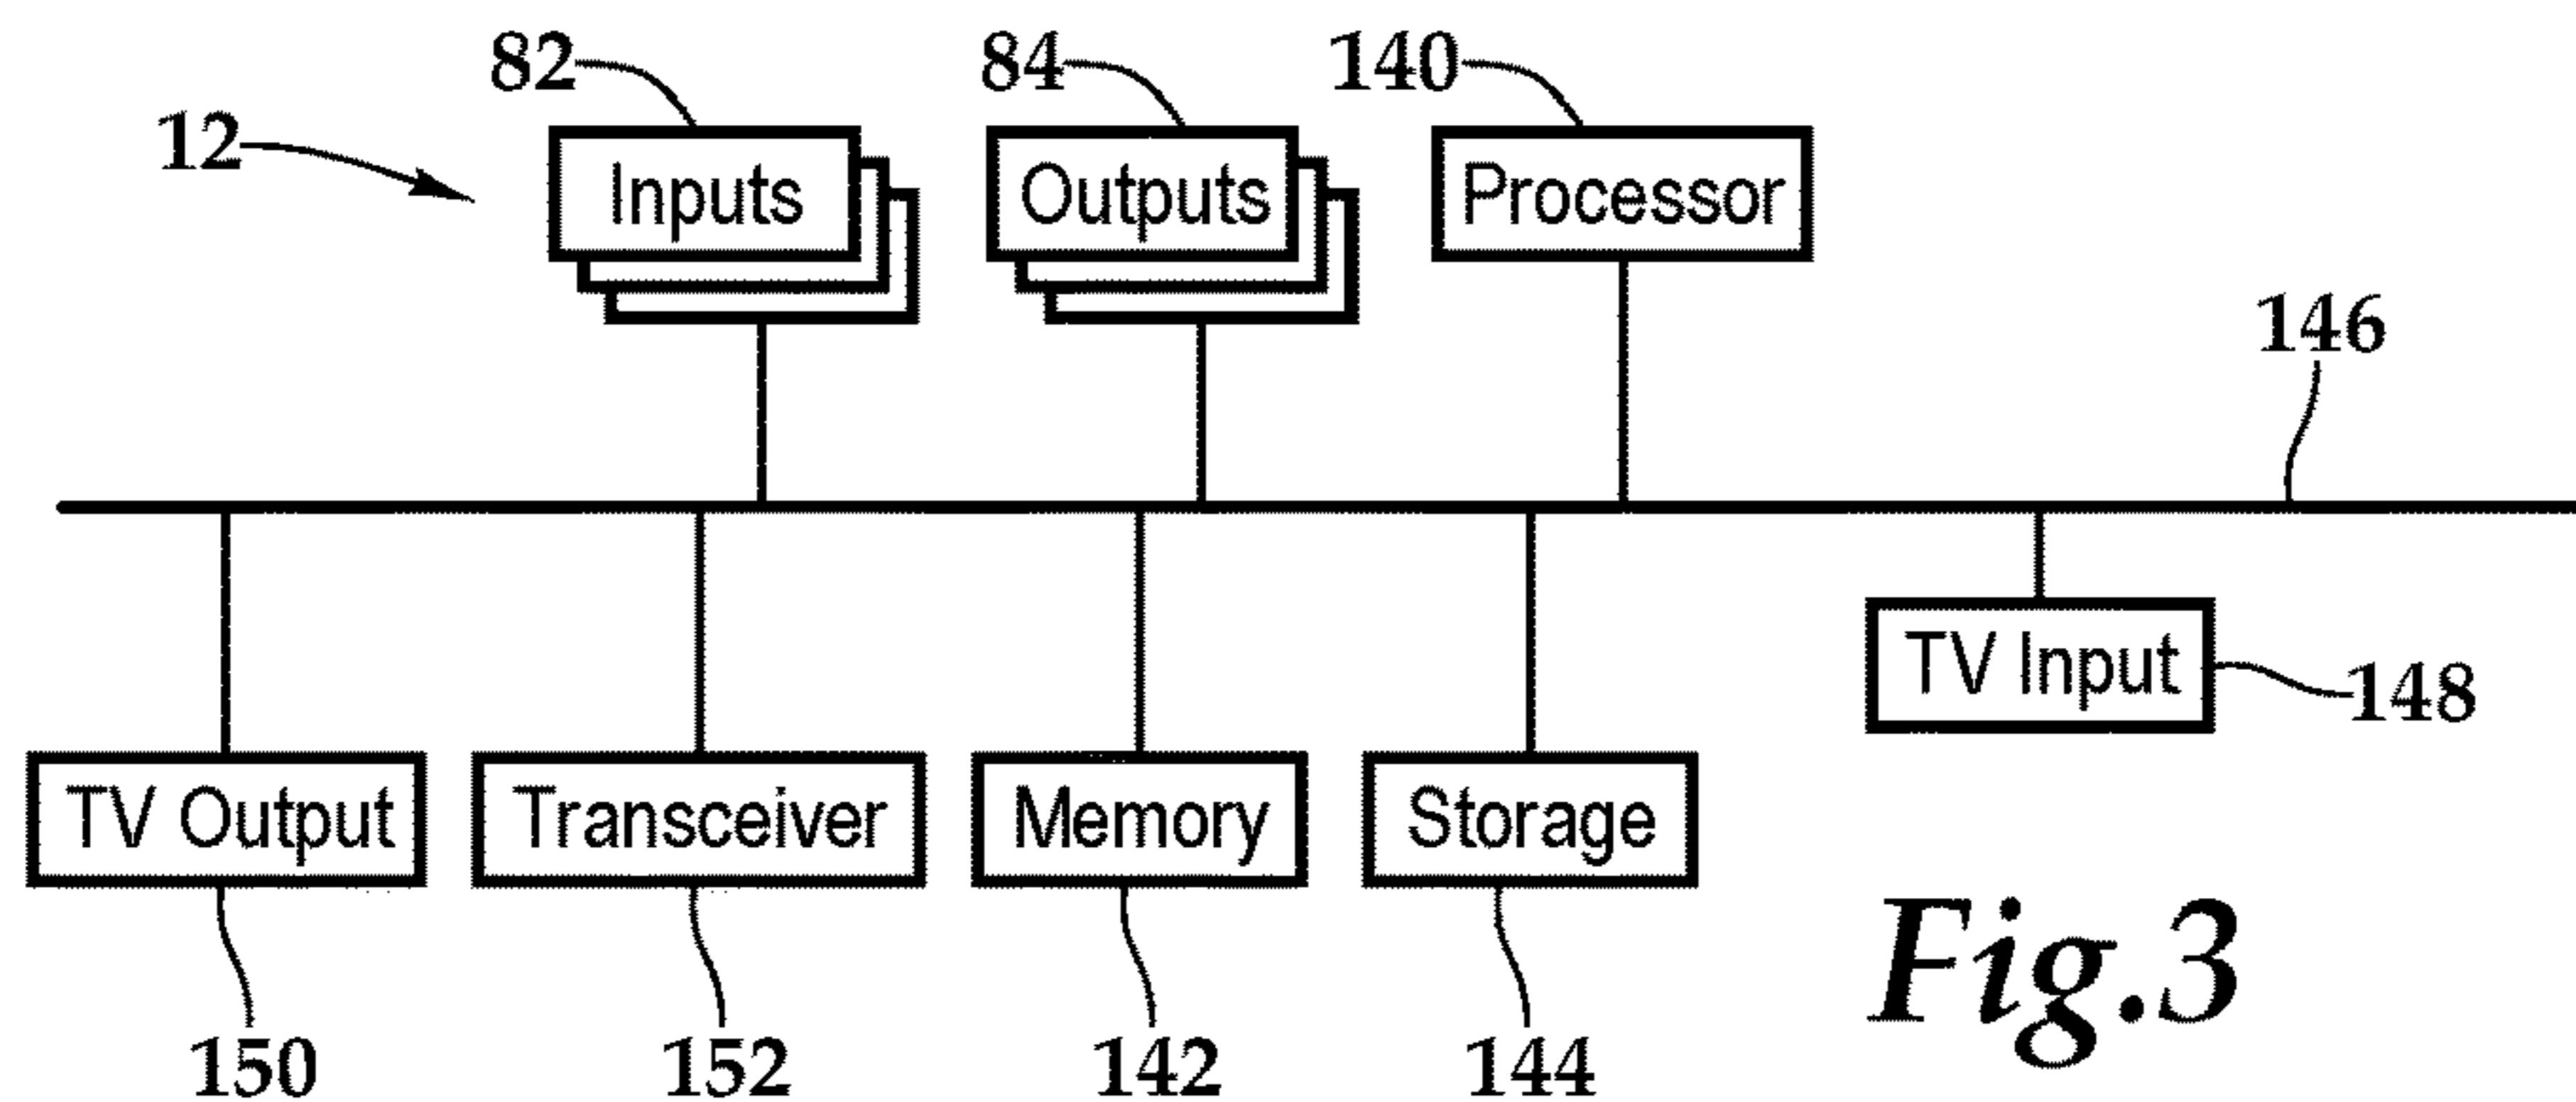 82 84 140
12
Inputs Outputs Processor
146
TV Input
148
TV Output Transceiver Memory Storage
Fig.3
150 152 142 144